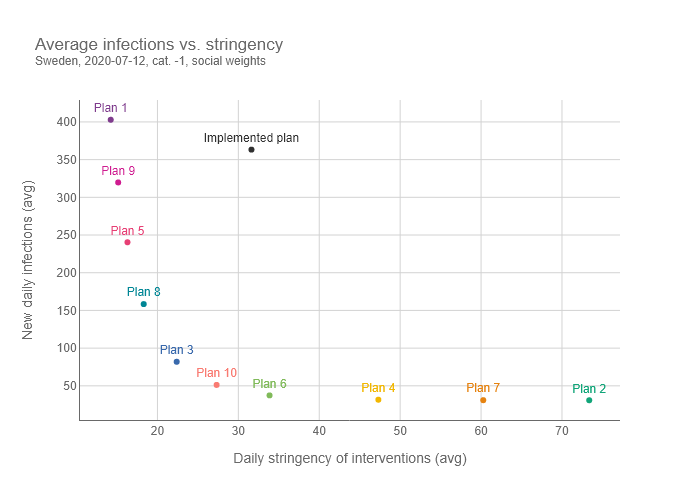 Average infections vs. stringency
Sweden, 2020-07-12, cat. -1, social weights
Plan 1
400
Implemented plan
350
Plan 9
300
Plan 5
250
200
Plan 8
150
Plan 3
100
Plan 10
Plan 6
Plan 4
Plan 7
Plan 2
50
New daily infections (avg)
20
30
40
50
60
70
Daily stringency of interventions (avg)